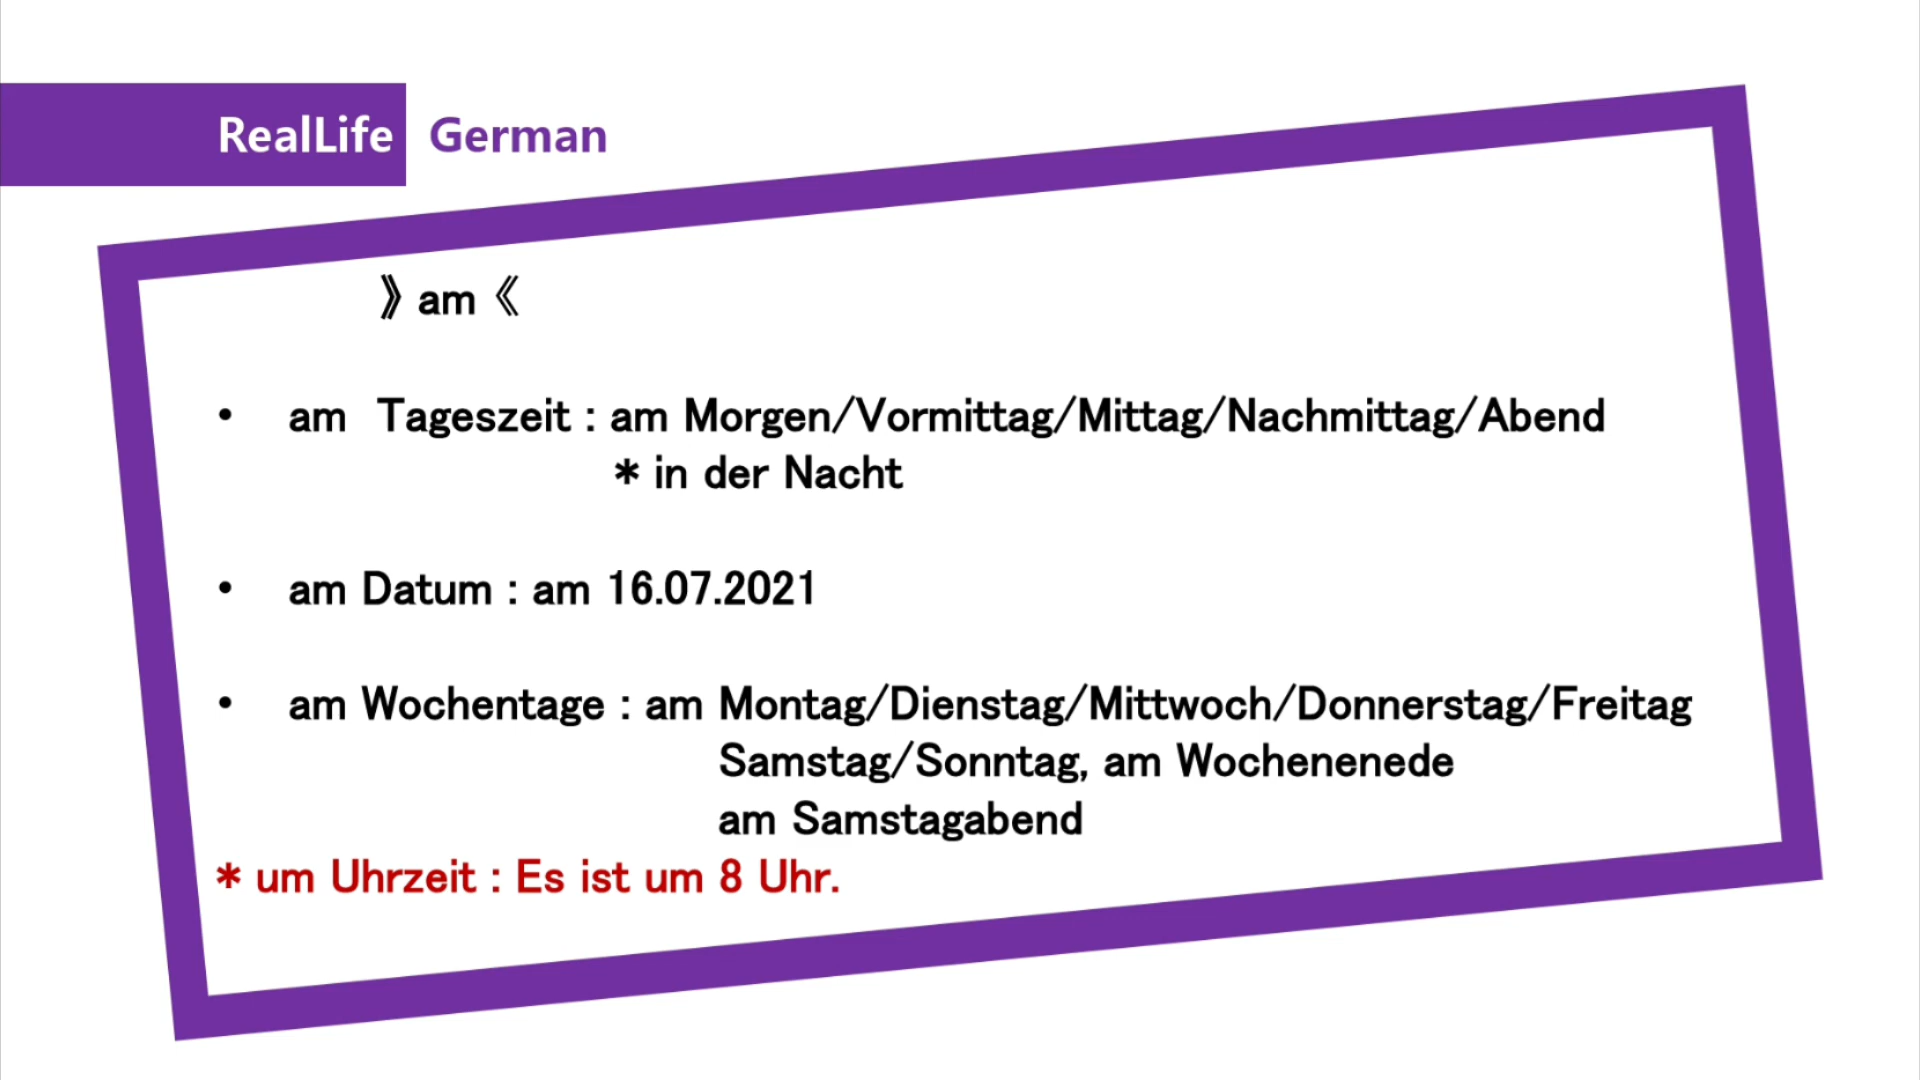 RealLife German
》am《
• am Tageszeit : am Morgen/Vormittag/Mittag/Nachmittag/Abend
* in der Nacht
• am Datum : am 16.07.2021
• am Wochentage : am Montag/Dienstag/Mittwoch/Donnerstag/Freitag
Samstag/Sonntag, am Wochenenede
am Samstagabend
* um Uhrzeit : Es ist um 8 Uhr.